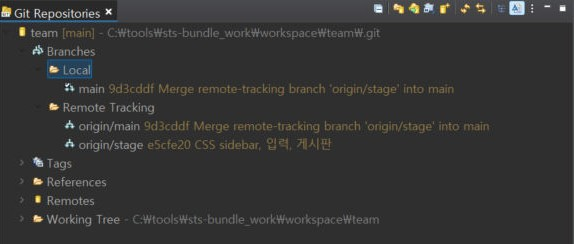 Git Repositories
team [main] - C:₩tools₩sts-bundle_work₩workspace₩team₩.git
Branches
Local
main 9d3cddf Merge remote-tracking branch 'origin/stage' into main
Remote Tracking
origin/main 9d3cddf Merge remote-tracking branch 'origin/stage' into main
origin/stage e5cfe20 CSS sidebar, 입력, 게시판
Tags
References
Remotes
Working Tree - C:₩tools₩sts-bundle_work₩workspace₩team